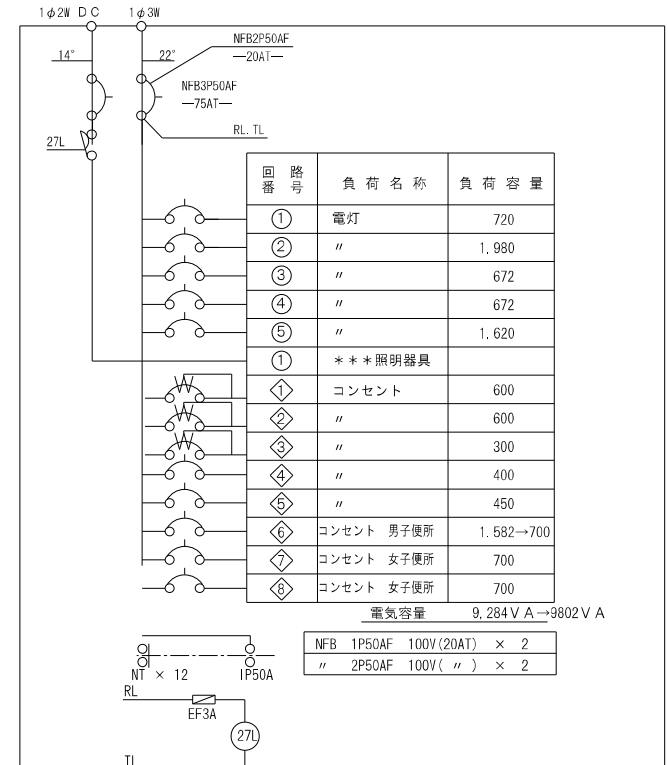 1φ2W DC 1φ3W
NFB2P50AF
14° 22° —20AT—
NFB3P50AF
—75AT—
27L RL. TL
回路番号 負荷名称 負荷容量
① 電灯 720
② 〃 1. 980
③ 〃 672
④ 〃 672
⑤ 〃 1. 620
① ***照明器具
1 コンセント 600
2 〃 600
3 〃 300
4 〃 400
5 〃 450
6 コンセント 男子便所 1. 582→700
7 コンセント 女子便所 700
8 コンセント 女子便所 700
電気容量 9, 284VA→9802VA
NFB 1P50AF 100V(20AT) × 2
〃 2P50AF 100V( 〃 ) × 2
NT × 12 IP50A
RL
EF3A
27L
TL